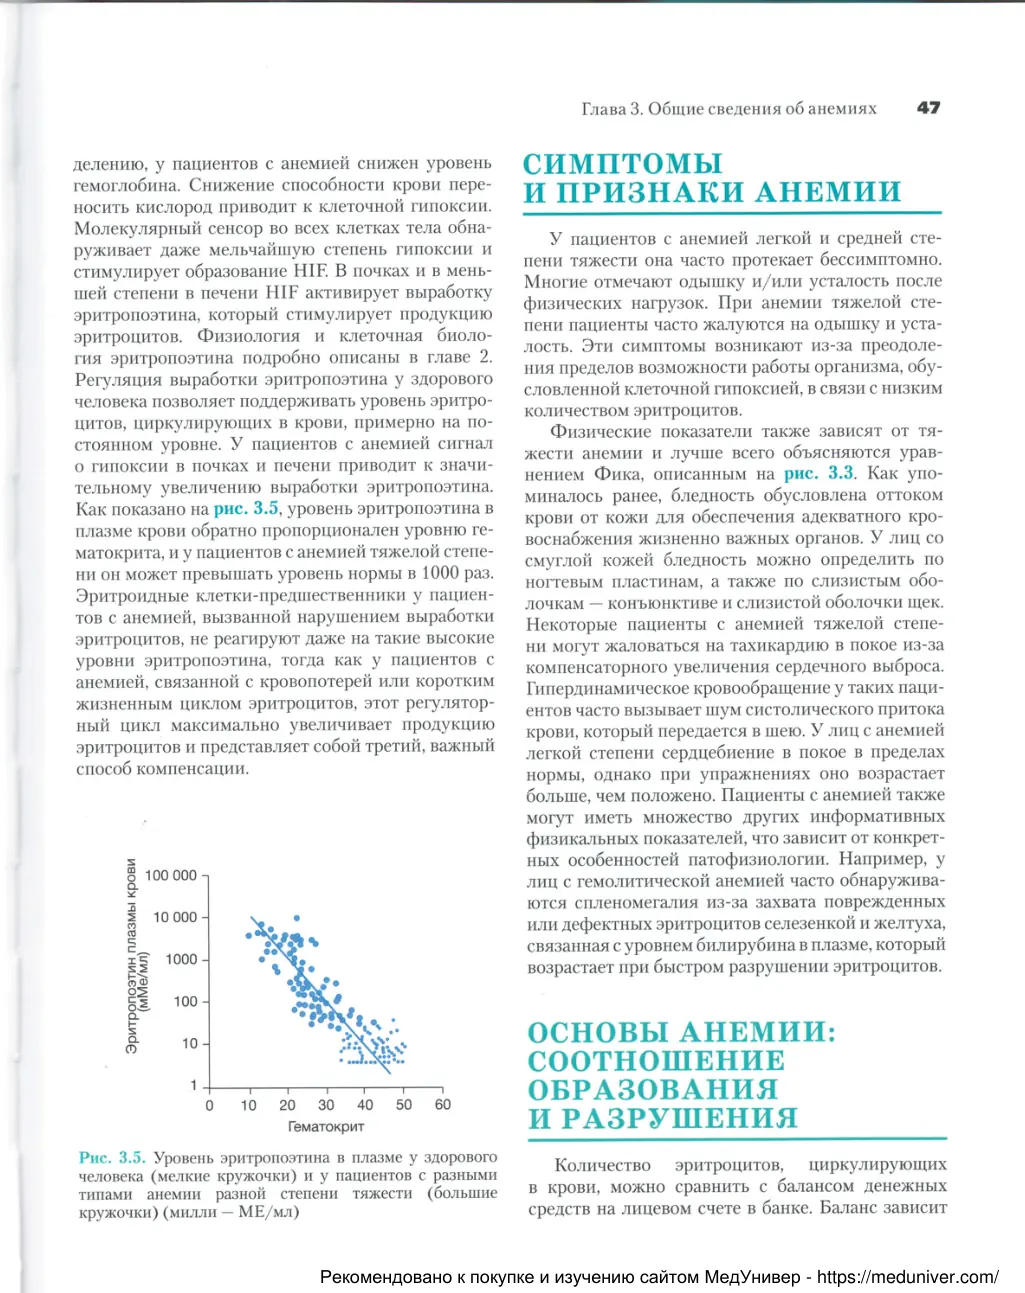 Глава 3. Общие сведения об анемиях 47
делению, у пациентов с анемией снижен уровень
гемоглобина. Снижение способности крови пере-
носить кислород приводит к клеточной гипоксии.
Молекулярный сенсор во всех клетках тела обна-
руживает даже мельчайшую степень гипоксии и
стимулирует образование HIF. В почках и в мень-
шей степени в печени HIF активирует выработку
эритропоэтина, который стимулирует продукцию
эритроцитов. Физиология и клеточная биоло-
гия эритропоэтина подробно описаны в главе 2.
Регуляция выработки эритропоэтина у здорового
человека позволяет поддерживать уровень эритро-
цитов, циркулирующих в крови, примерно на по-
стоянном уровне. У пациентов с анемией сигнал
о гипоксии в почках и печени приводит к значи-
тельному увеличению выработки эритропоэтина.
Как показано на рис. 3.5, уровень эритропоэтина в
плазме крови обратно пропорционален уровню ге-
матокрита, и у пациентов с анемией тяжелой степе-
ни он может превышать уровень нормы в 1000 раз.
Эритроидные клетки-предшественники у пациен-
тов с анемией, вызванной нарушением выработки
эритроцитов, не реагируют даже на такие высокие
уровни эритропоэтина, тогда как у пациентов с
анемией, связанной с кровопотерей или коротким
жизненным циклом эритроцитов, этот регулятор-
ный цикл максимально увеличивает продукцию
эритроцитов и представляет собой третий, важный
способ компенсации.
Эритропоэтин плазмы крови
(мМе/мл)
100 000
10 000
1000
100
10
1
0 10 20 30 40 50 60
Гематокрит
Рис. 3.5. Уровень эритропоэтина в плазме у здорового
человека (мелкие кружочки) и у пациентов с разными
типами анемии разной степени тяжести (большие
кружочки) (милли — МЕ/мл)
СИМПТОМЫ
И ПРИЗНАКИ АНЕМИИ
У пациентов с анемией легкой и средней сте-
пени тяжести она часто протекает бессимптомно.
Многие отмечают одышку и/или усталость после
физических нагрузок. При анемии тяжелой сте-
пени пациенты часто жалуются на одышку и уста-
лость. Эти симптомы возникают из-за преодоле-
ния пределов возможности работы организма, обу-
словленной клеточной гипоксией, в связи с низким
количеством эритроцитов.
Физические показатели также зависят от тя-
жести анемии и лучше всего объясняются урав-
нением Фика, описанным на рис. 3.3. Как упо-
миналось ранее, бледность обусловлена оттоком
крови от кожи для обеспечения адекватного кро-
воснабжения жизненно важных органов. У лиц со
смуглой кожей бледность можно определить по
ногтевым пластинам, а также по слизистым обо-
лочкам — конъюнктиве и слизистой оболочки щек.
Некоторые пациенты с анемией тяжелой степе-
ни могут жаловаться на тахикардию в покое из-за
компенсаторного увеличения сердечного выброса.
Гипердинамическое кровообращение у таких паци-
ентов часто вызывает шум систолического притока
крови, который передается в шею. У лиц с анемией
легкой степени сердцебиение в покое в пределах
нормы, однако при упражнениях оно возрастает
больше, чем положено. Пациенты с анемией также
могут иметь множество других информативных
физикальных показателей, что зависит от конкрет-
ных особенностей патофизиологии. Например, у
лиц с гемолитической анемией часто обнаружива-
ются спленомегалия из-за захвата поврежденных
или дефектных эритроцитов селезенкой и желтуха,
связанная с уровнем билирубина в плазме, который
возрастает при быстром разрушении эритроцитов.
ОСНОВЫ АНЕМИИ:
СООТНОШЕНИЕ
ОБРАЗОВАНИЯ
И РАЗРУШЕНИЯ
Количество эритроцитов, циркулирующих
в крови, можно сравнить с балансом денежных
средств на лицевом счете в банке. Баланс зависит
Рекомендовано к покупке и изучению сайтом МедУнивер - https://meduniver.com/